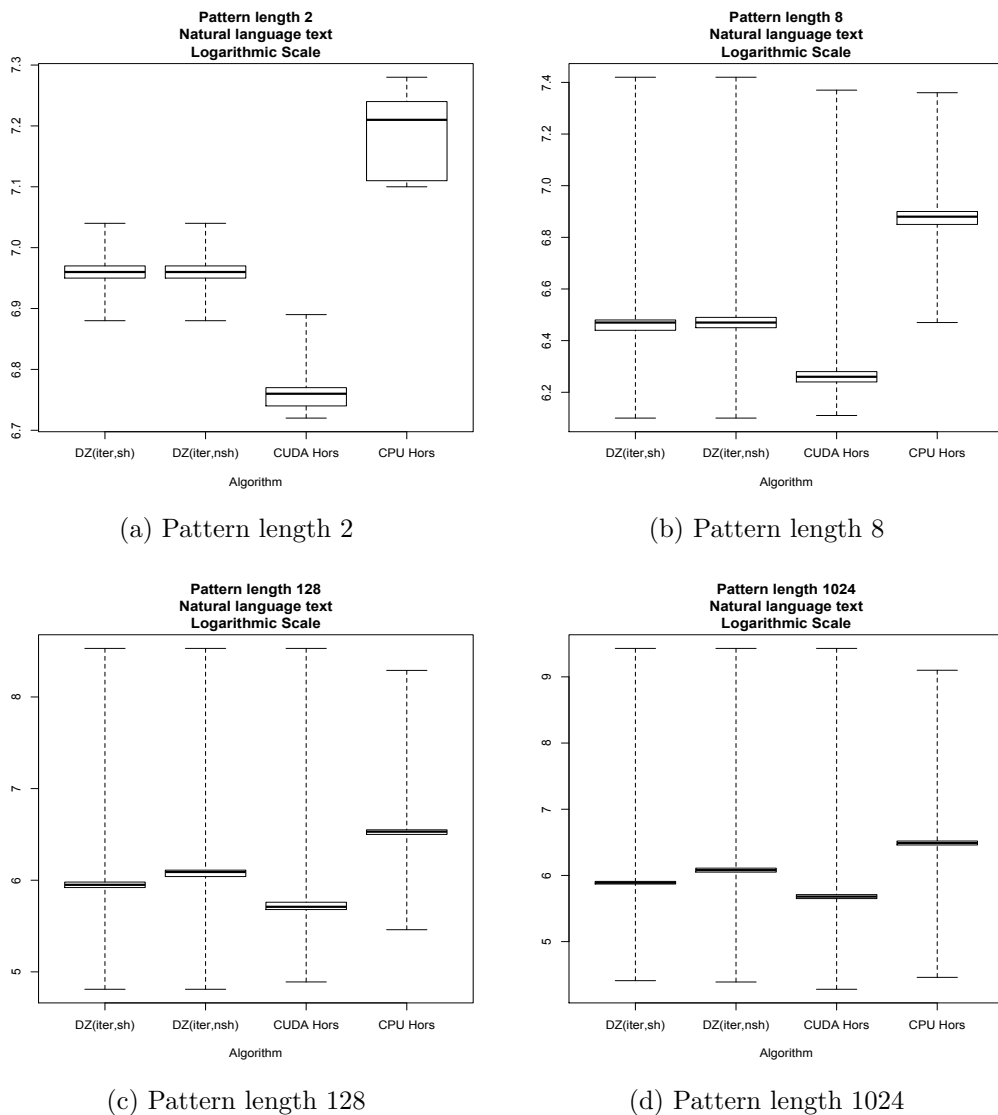 Pattern length 2
Natural language text
Logarithmic Scale
7.3
7.2
7.1
7.0
6.9
6.8
6.7
DZ(iter,sh) DZ(iter,nsh) CUDA Hors CPU Hors
Algorithm
(a) Pattern length 2
Pattern length 8
Natural language text
Logarithmic Scale
7.4
7.2
7.0
6.8
6.6
6.4
6.2
DZ(iter,sh) DZ(iter,nsh) CUDA Hors CPU Hors
Algorithm
(b) Pattern length 8
Pattern length 128
Natural language text
Logarithmic Scale
8
7
6
5
DZ(iter,sh) DZ(iter,nsh) CUDA Hors CPU Hors
Algorithm
(c) Pattern length 128
Pattern length 1024
Natural language text
Logarithmic Scale
9
8
7
6
5
DZ(iter,sh) DZ(iter,nsh) CUDA Hors CPU Hors
Algorithm
(d) Pattern length 1024